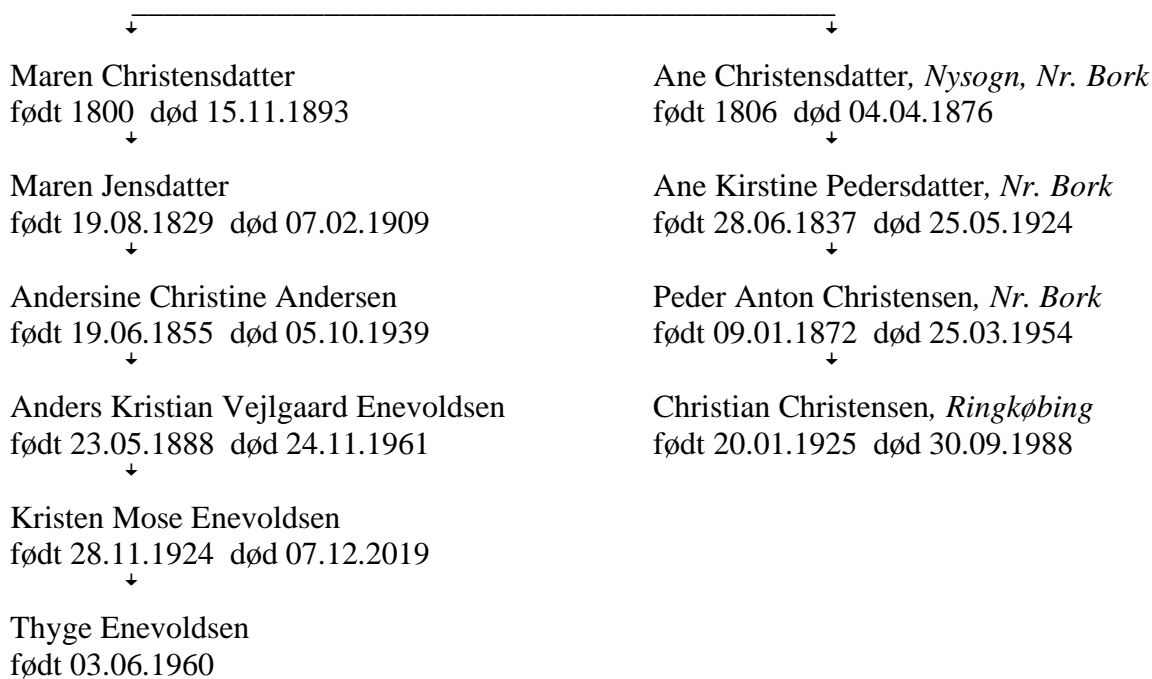 Maren Christensdatter
født 1800 død 15.11.1893
Maren Jensdatter
født 19.08.1829 død 07.02.1909
Andersine Christine Andersen
født 19.06.1855 død 05.10.1939
Anders Kristian Vejlgaard Enevoldsen
født 23.05.1888 død 24.11.1961
Kristen Mose Enevoldsen
født 28.11.1924 død 07.12.2019
Thyge Enevoldsen
født 03.06.1960
Ane Christensdatter, Nysogn, Nr. Bork
født 1806 død 04.04.1876
Ane Kirstine Pedersdatter, Nr. Bork
født 28.06.1837 død 25.05.1924
Peder Anton Christensen, Nr. Bork
født 09.01.1872 død 25.03.1954
Christian Christensen, Ringkøbing
født 20.01.1925 død 30.09.1988